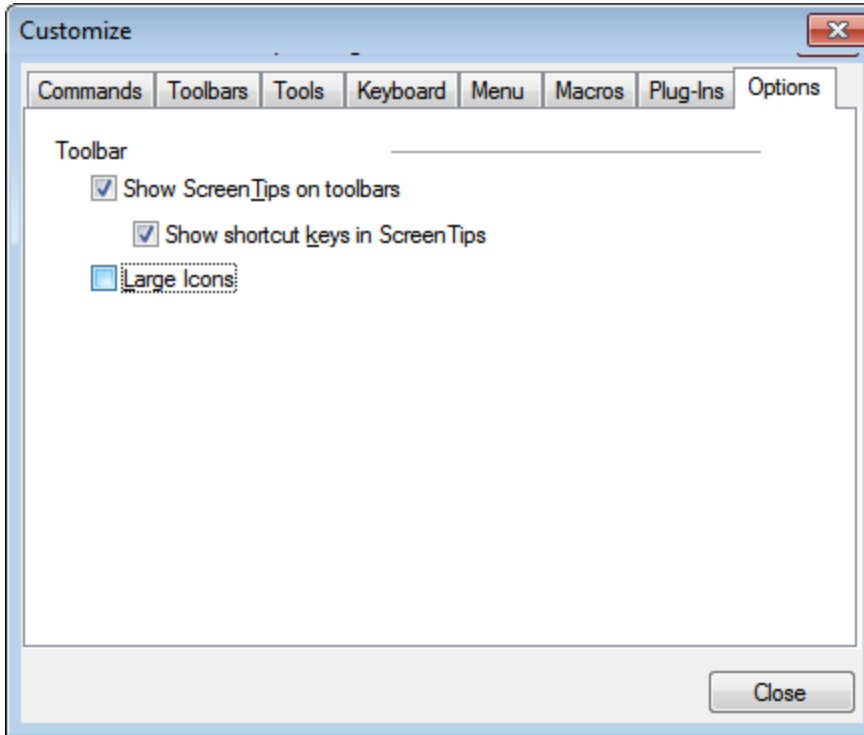 Customize
Commands Toolbars Tools Keyboard Menu Macros Plug-Ins Options
Toolbar
Show ScreenTips on toolbars
Show shortcut keys in ScreenTips
Large Icons
Close